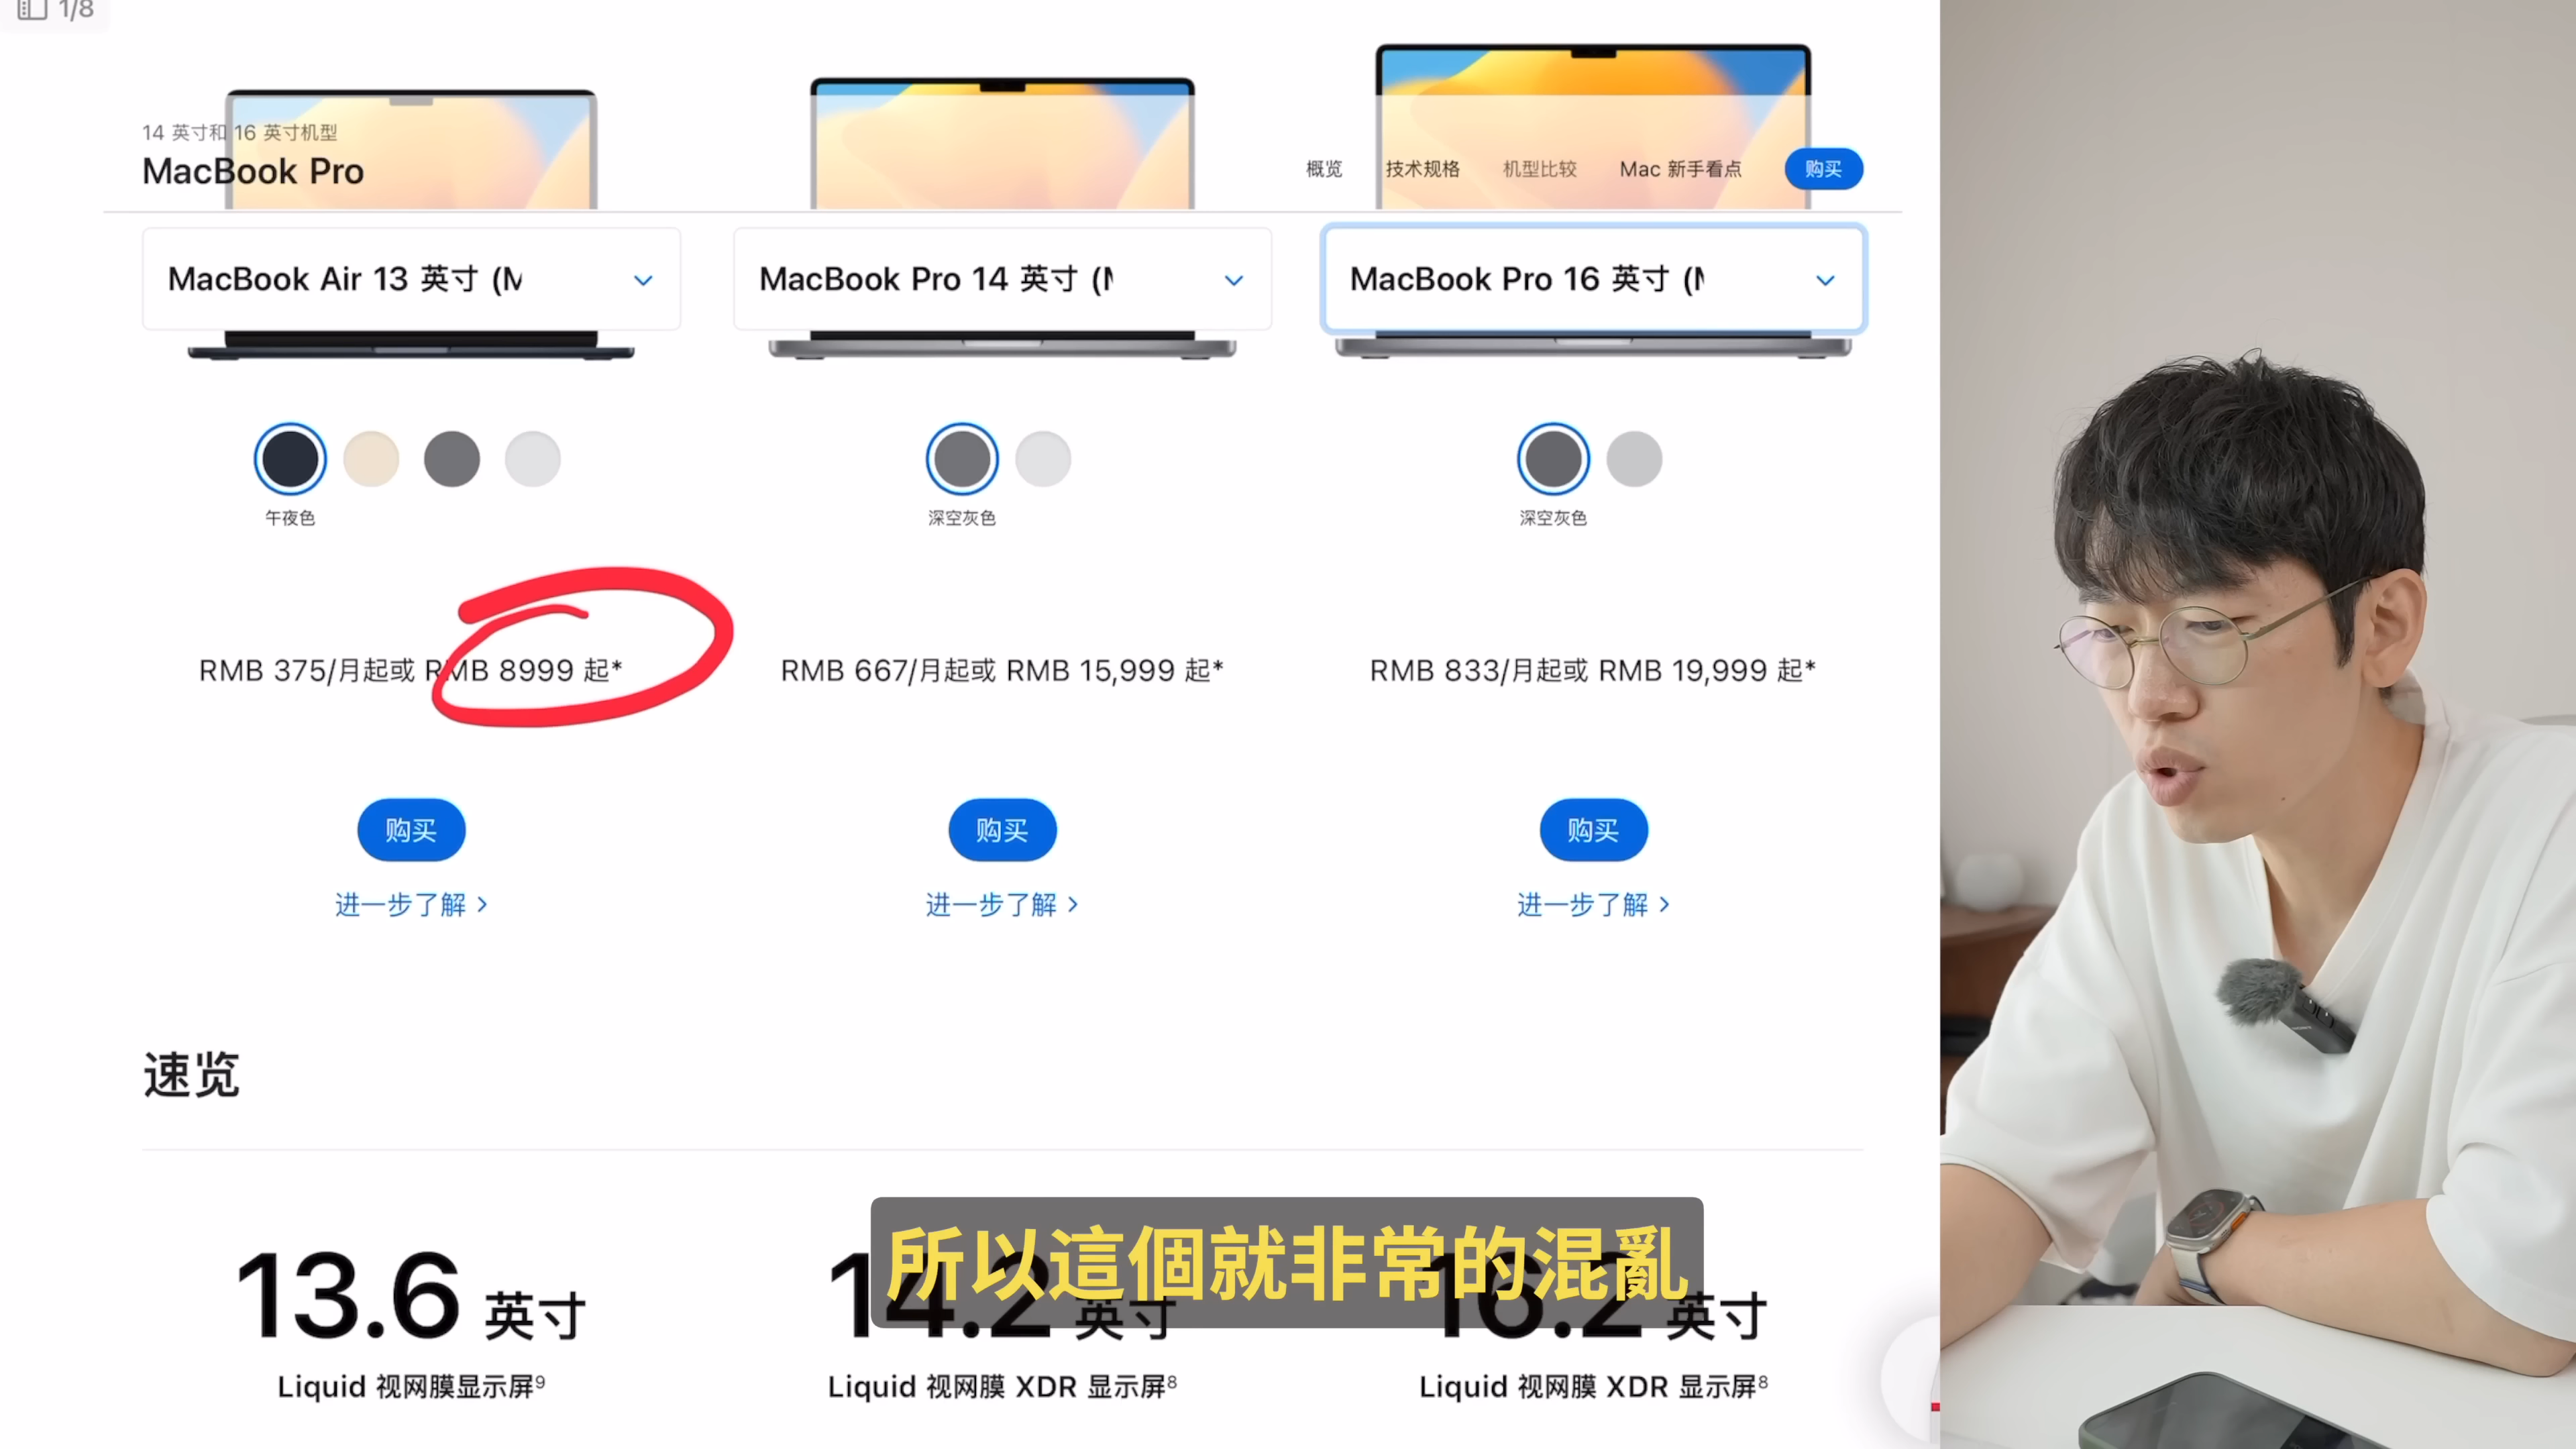 1/8
14 英寸和 16 英寸机型
MacBook Pro
概览 技术规格 机型比较 Mac 新手看点 购买
MacBook Air 13 英寸 (M
MacBook Pro 14 英寸 (
MacBook Pro 16 英寸 (
午夜色
深空灰色
深空灰色
RMB 375/月起或 RMB 8999 起*
RMB 667/月起或 RMB 15,999 起*
RMB 833/月起或 RMB 19,999 起*
购买
购买
购买
进一步了解 >
进一步了解 >
进一步了解 >
速览
13.6 英寸
14.2 英寸
16.2 英寸
所以這個就非常的混亂
Liquid 视网膜显示屏9
Liquid 视网膜 XDR 显示屏8
Liquid 视网膜 XDR 显示屏8